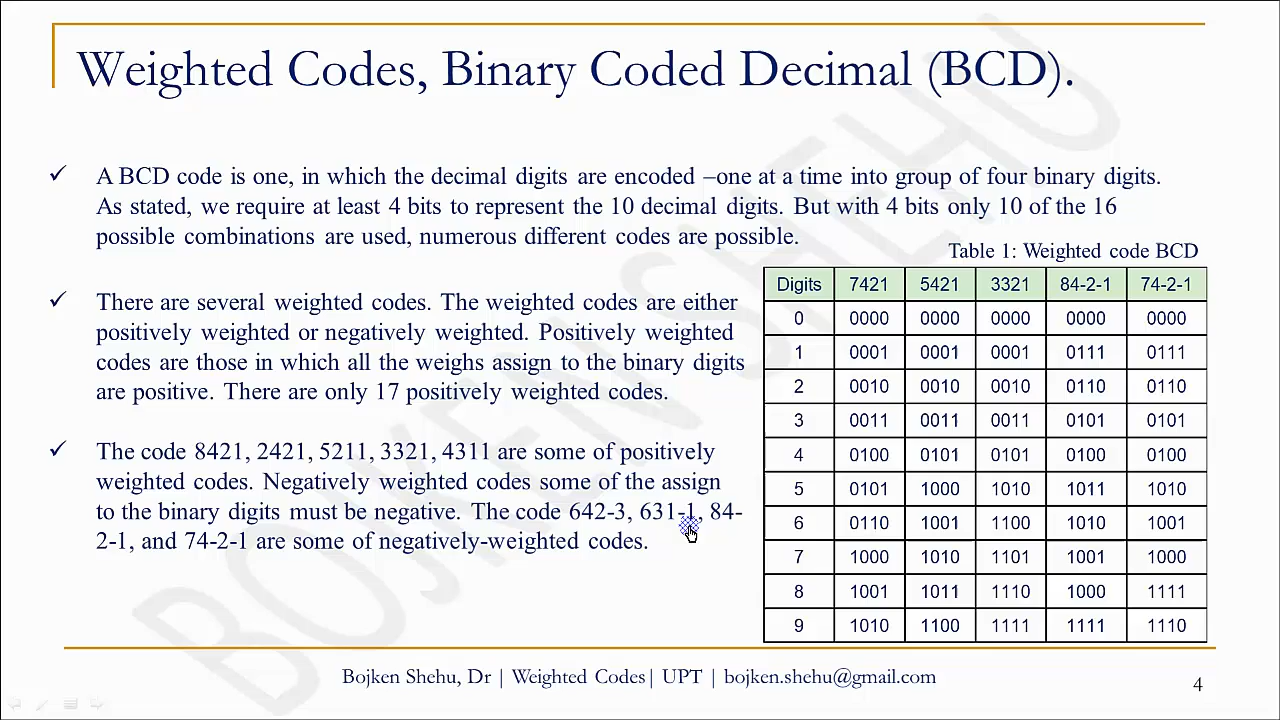 Weighted Codes, Binary Coded Decimal (BCD).
✓ A BCD code is one, in which the decimal digits are encoded –one at a time into group of four binary digits.
As stated, we require at least 4 bits to represent the 10 decimal digits. But with 4 bits only 10 of the 16
possible combinations are used, numerous different codes are possible.
✓ There are several weighted codes. The weighted codes are either
positively weighted or negatively weighted. Positively weighted
codes are those in which all the weighs assign to the binary digits
are positive. There are only 17 positively weighted codes.
✓ The code 8421, 2421, 5211, 3321, 4311 are some of positively
weighted codes. Negatively weighted codes some of the assign
to the binary digits must be negative. The code 642-3, 631-1, 84-
2-1, and 74-2-1 are some of negatively-weighted codes.
Table 1: Weighted code BCD
Digits 7421 5421 3321 84-2-1 74-2-1
0 0000 0000 0000 0000 0000
1 0001 0001 0001 0111 0111
2 0010 0010 0010 0110 0110
3 0011 0011 0011 0101 0101
4 0100 0101 0101 0100 0100
5 0101 1000 1010 1011 1010
6 0110 1001 1100 1010 1001
7 1000 1010 1101 1001 1000
8 1001 1011 1110 1000 1111
9 1010 1100 1111 1111 1110
Bojken Shehu, Dr | Weighted Codes| UPT | bojken.shehu@gmail.com
4
BOJKEN SHEHU